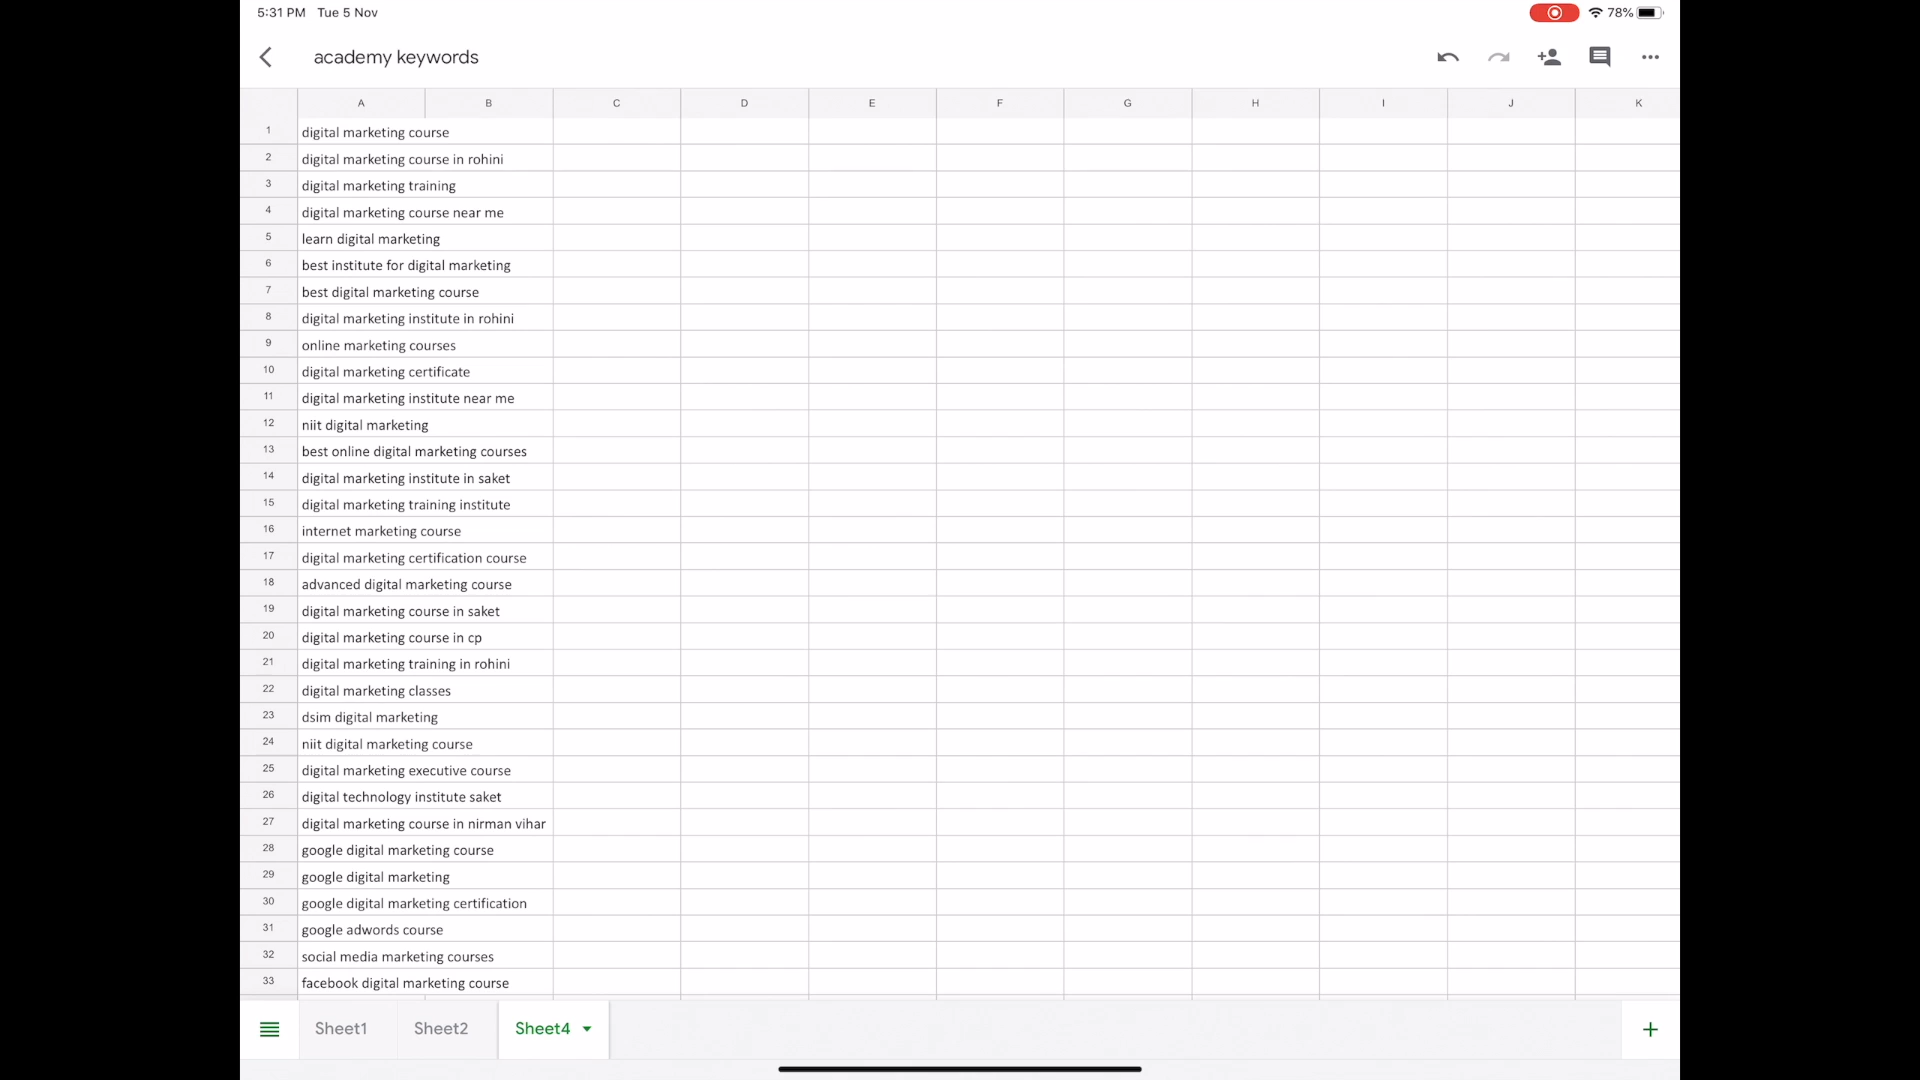 5:31 PM Tue 5 Nov
78%
academy keywords
A B C D E F G H I J K
1 digital marketing course
2 digital marketing course in rohini
3 digital marketing training
4 digital marketing course near me
5 learn digital marketing
6 best institute for digital marketing
7 best digital marketing course
8 digital marketing institute in rohini
9 online marketing courses
10 digital marketing certificate
11 digital marketing institute near me
12 niit digital marketing
13 best online digital marketing courses
14 digital marketing institute in saket
15 digital marketing training institute
16 internet marketing course
17 digital marketing certification course
18 advanced digital marketing course
19 digital marketing course in saket
20 digital marketing course in cp
21 digital marketing training in rohini
22 digital marketing classes
23 dsim digital marketing
24 niit digital marketing course
25 digital marketing executive course
26 digital technology institute saket
27 digital marketing course in nirman vihar
28 google digital marketing course
29 google digital marketing
30 google digital marketing certification
31 google adwords course
32 social media marketing courses
33 facebook digital marketing course
Sheet1 Sheet2 Sheet4